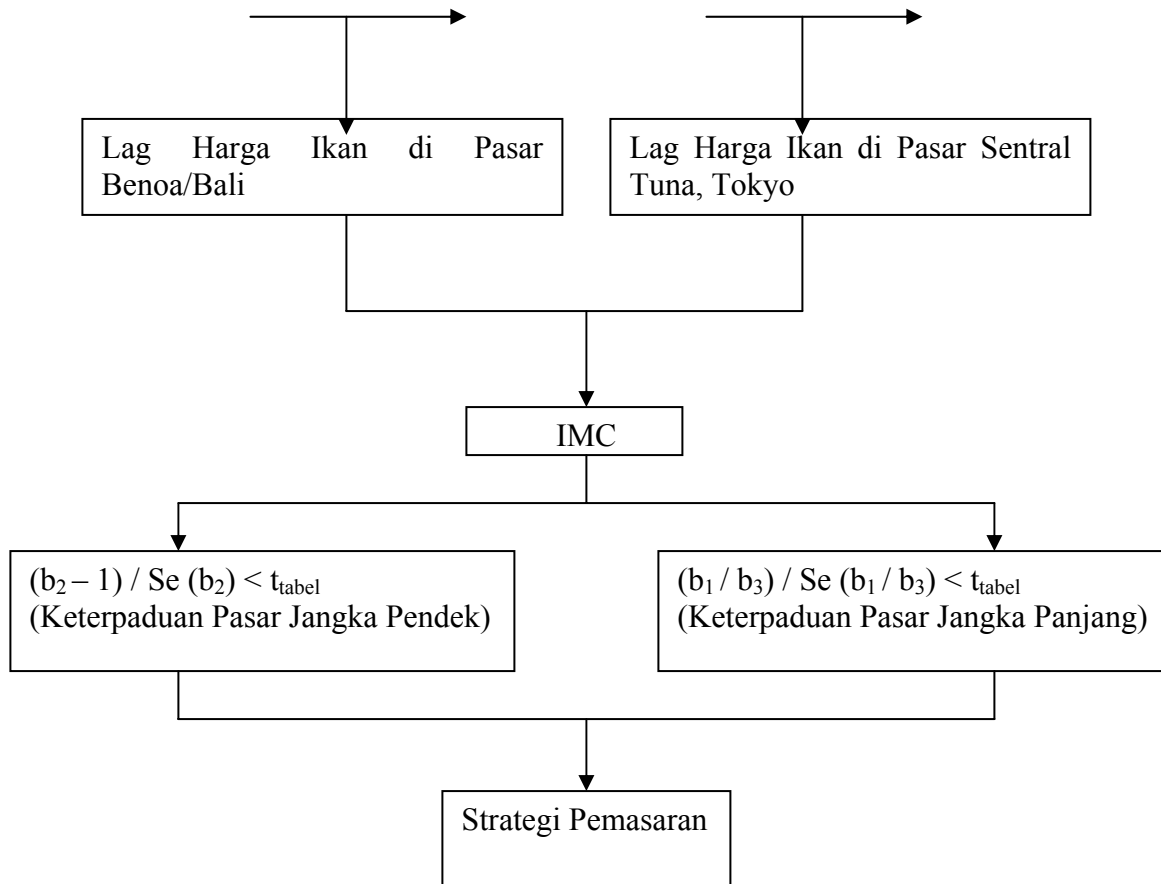 Lag Harga Ikan di Pasar
Benoa/Bali
Lag Harga Ikan di Pasar Sentral
Tuna, Tokyo
IMC
(b₂ – 1) / Se (b₂) < t_tabel
(Keterpaduan Pasar Jangka Pendek)
(b₁ / b₃) / Se (b₁ / b₃) < t_tabel
(Keterpaduan Pasar Jangka Panjang)
Strategi Pemasaran